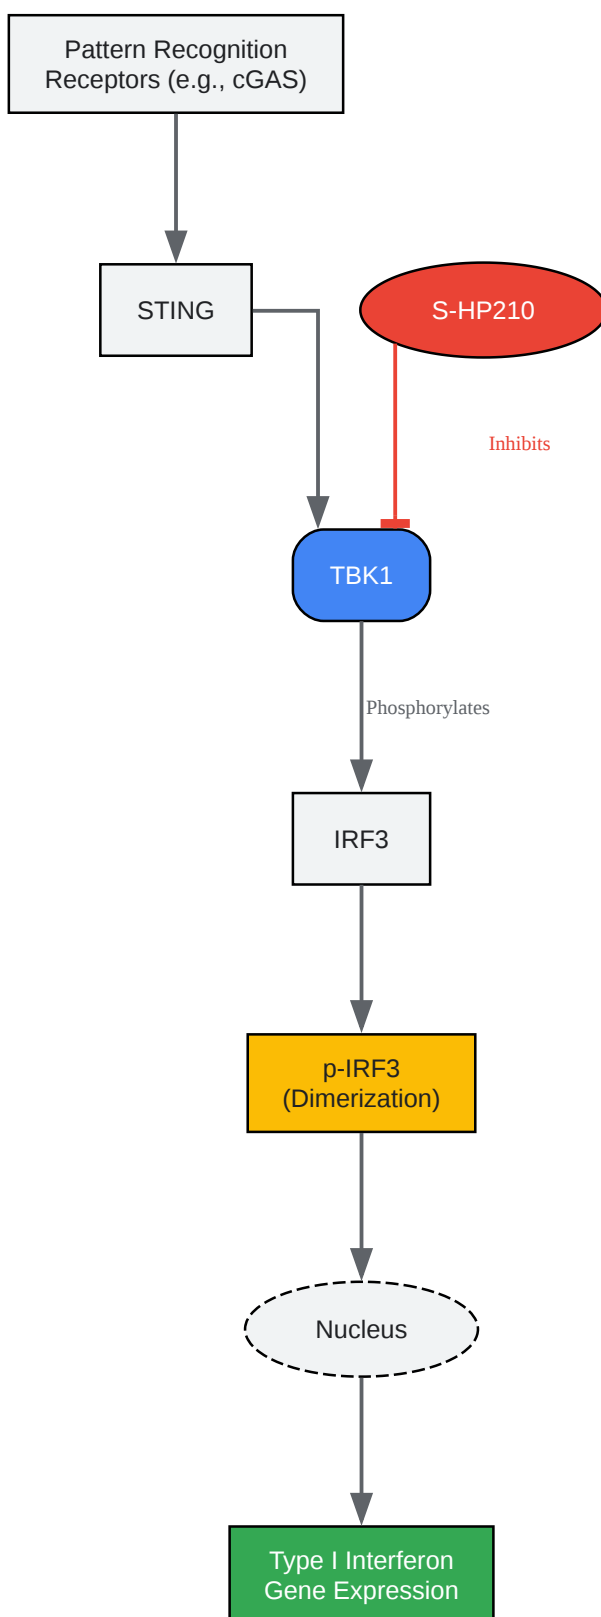 Pattern Recognition
Receptors (e.g., cGAS)
STING
S-HP210
Inhibits
TBK1
Phosphorylates
IRF3
p-IRF3
(Dimerization)
Nucleus
Type I Interferon
Gene Expression